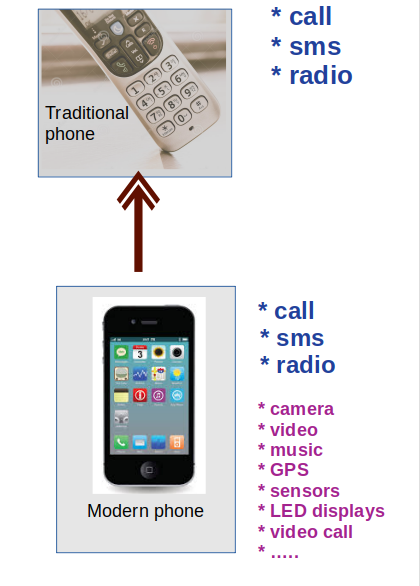 * call
* sms
* radio
Traditional
phone
* call
* sms
* radio
* camera
* video
* music
* GPS
* sensors
* LED displays
* video call
* .....
Modern phone